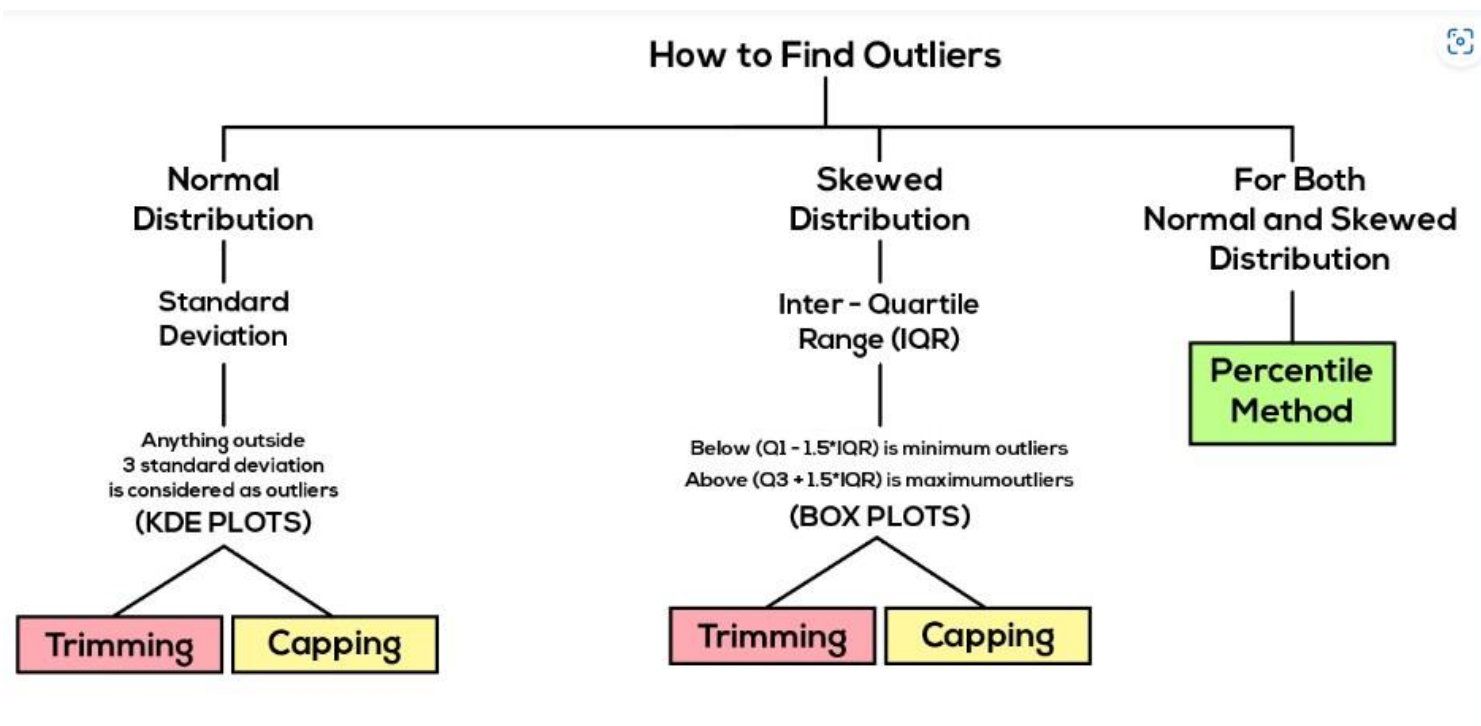 How to Find Outliers
Normal
Distribution
Standard
Deviation
Anything outside
3 standard deviation
is considered as outliers
(KDE PLOTS)
Trimming
Capping
Skewed
Distribution
Inter - Quartile
Range (IQR)
Below (Q1 - 1.5*IQR) is minimum outliers
Above (Q3 + 1.5*IQR) is maximumoutliers
(BOX PLOTS)
Trimming
Capping
For Both
Normal and Skewed
Distribution
Percentile
Method